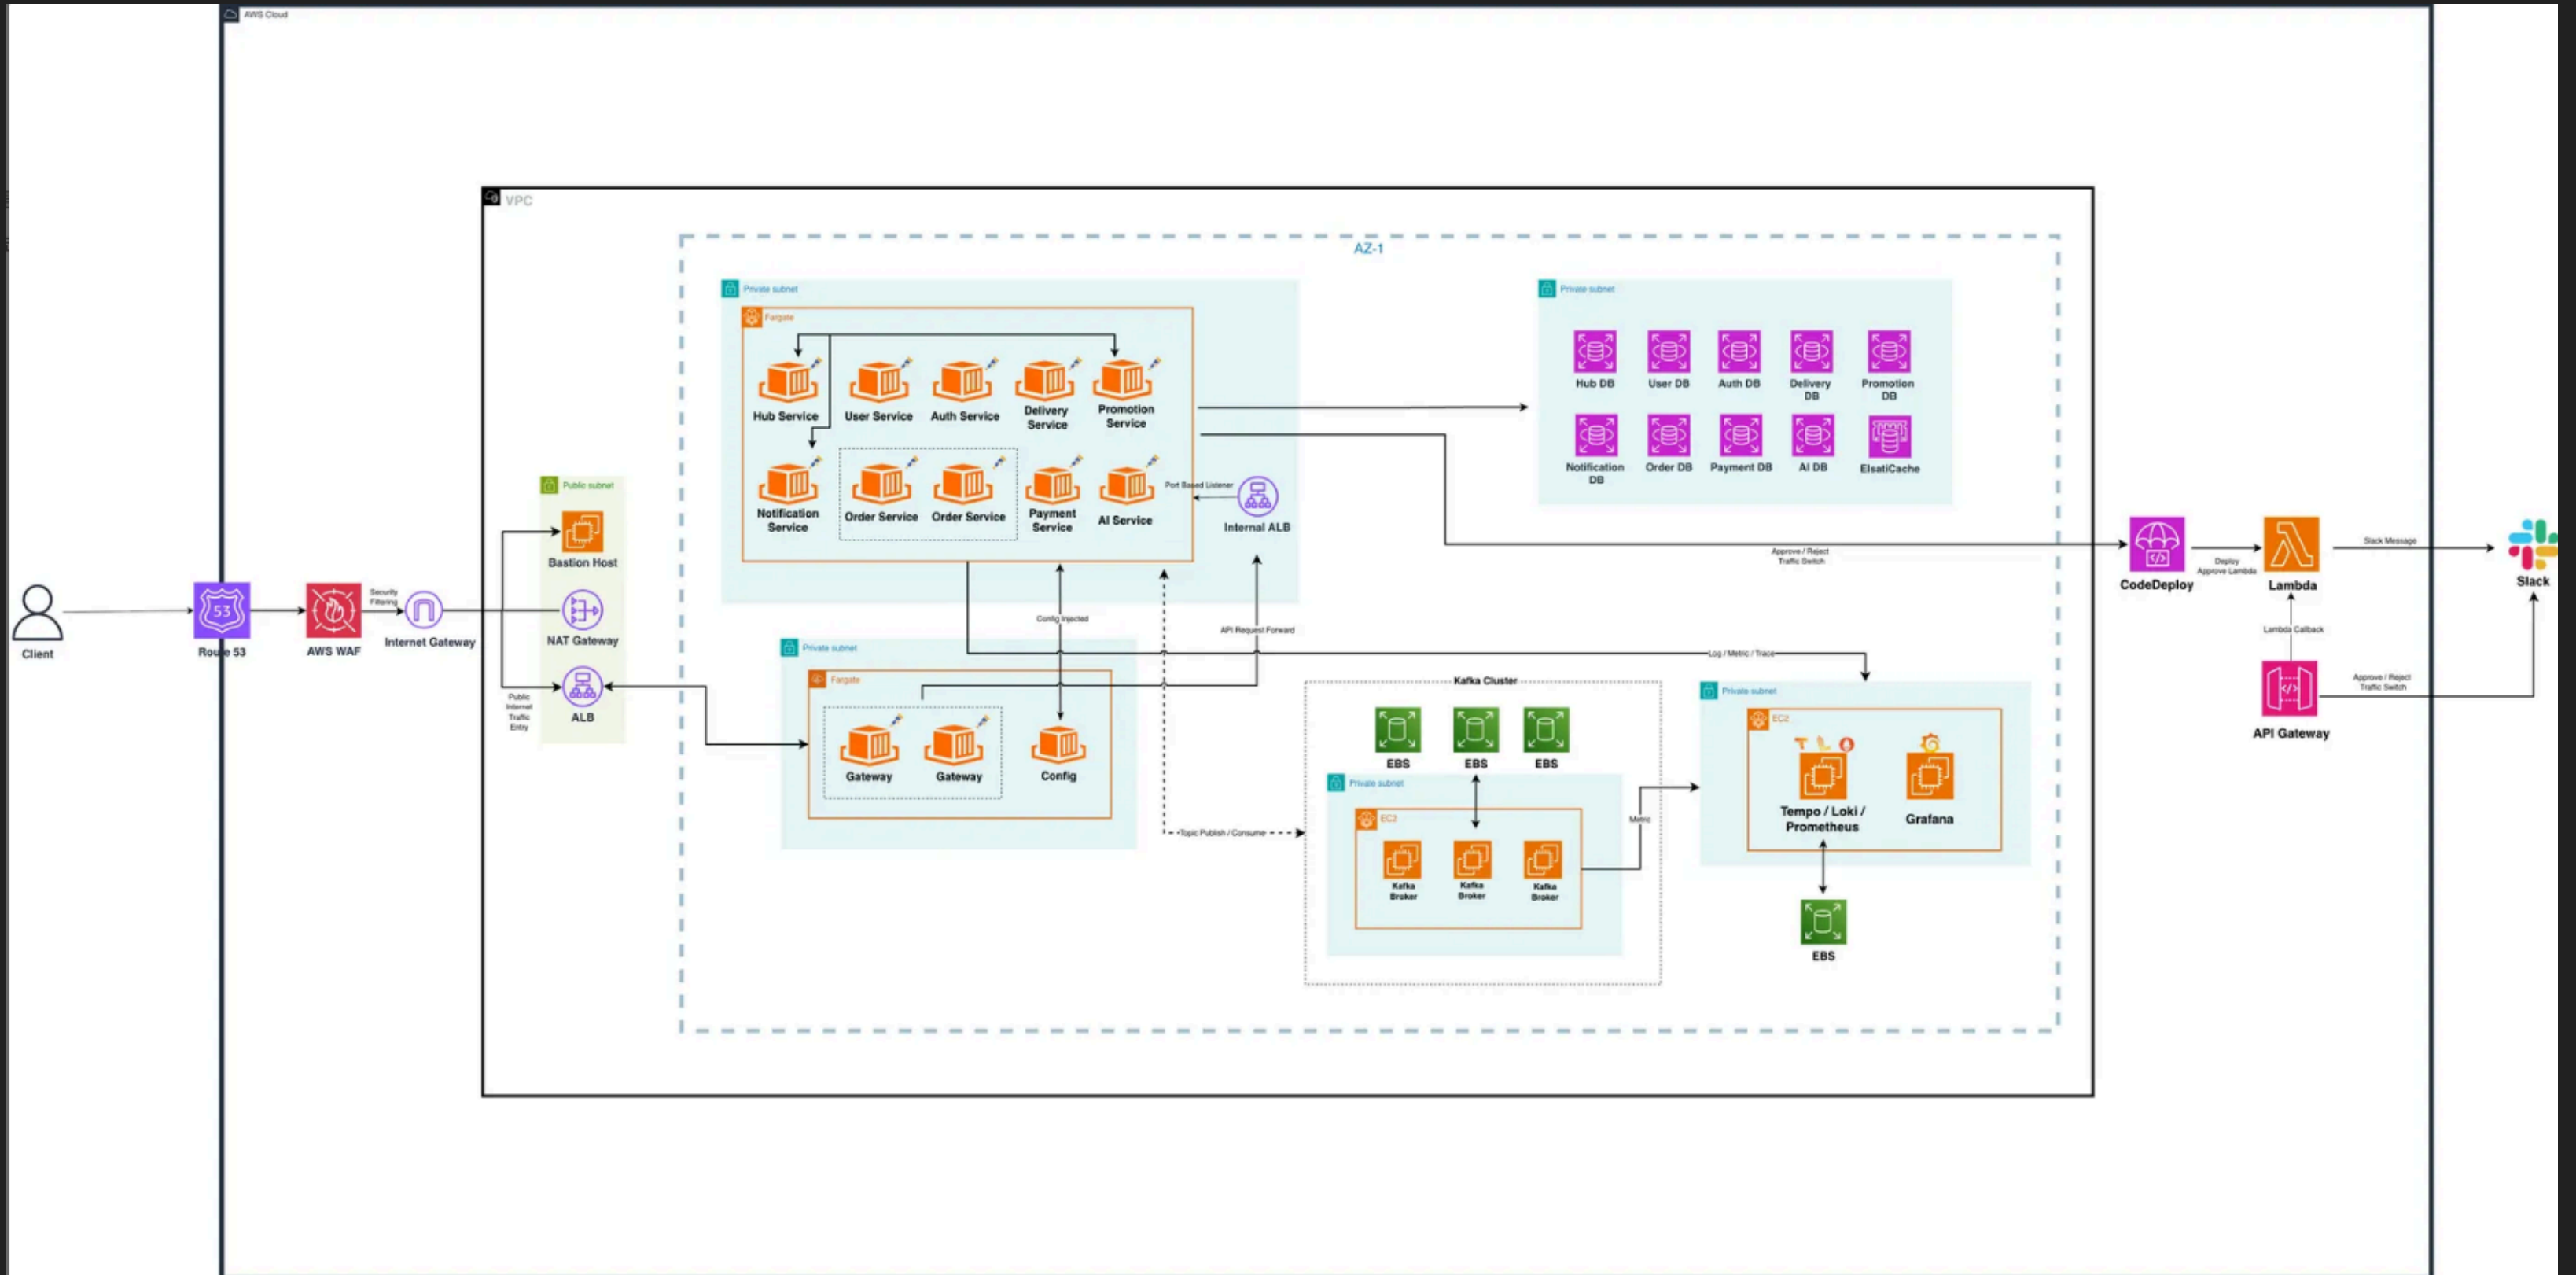 AWS Cloud
VPC
AZ-1
Private subnet
Fargate
Hub Service
User Service
Auth Service
Delivery
Service
Promotion
Service
Notification
Service
Order Service
Order Service
Payment
Service
AI Service
Port Based Listener
Internal ALB
Private subnet
Hub DB
User DB
Auth DB
Delivery
DB
Promotion
DB
Notification
DB
Order DB
Payment DB
AI DB
ElsatiCache
Public subnet
Bastion Host
NAT Gateway
ALB
Client
Route 53
53
AWS WAF
Security
Filtering
Internet Gateway
Public
Internet
Traffic
Entry
Approve / Reject
Traffic Switch
CodeDeploy
Deploy
Approve Lambda
Lambda
Slack Message
Slack
Lambda Callback
API Gateway
Approve / Reject
Traffic Switch
Config Injected
API Request Forward
Log / Metric / Trace
Private subnet
Fargate
Gateway
Gateway
Config
Topic Publish / Consume
Kafka Cluster
EBS
EBS
EBS
Private subnet
EC2
Kafka
Broker
Kafka
Broker
Kafka
Broker
Metric
Private subnet
EC2
Tempo / Loki /
Prometheus
Grafana
EBS